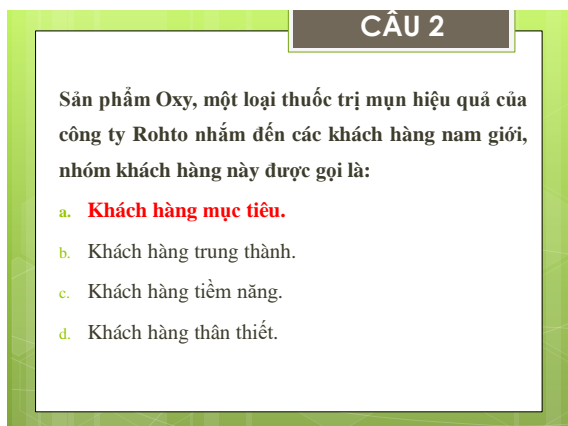 CÂU 2
Sản phẩm Oxy, một loại thuốc trị mụn hiệu quả của
công ty Rohto nhắm đến các khách hàng nam giới,
nhóm khách hàng này được gọi là:
a. Khách hàng mục tiêu.
b. Khách hàng trung thành.
c. Khách hàng tiềm năng.
d. Khách hàng thân thiết.